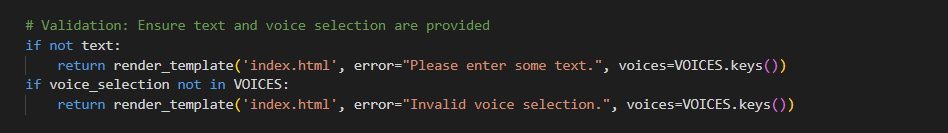 # Validation: Ensure text and voice selection are provided
if not text:
    return render_template('index.html', error="Please enter some text.", voices=VOICES.keys())
if voice_selection not in VOICES:
    return render_template('index.html', error="Invalid voice selection.", voices=VOICES.keys())